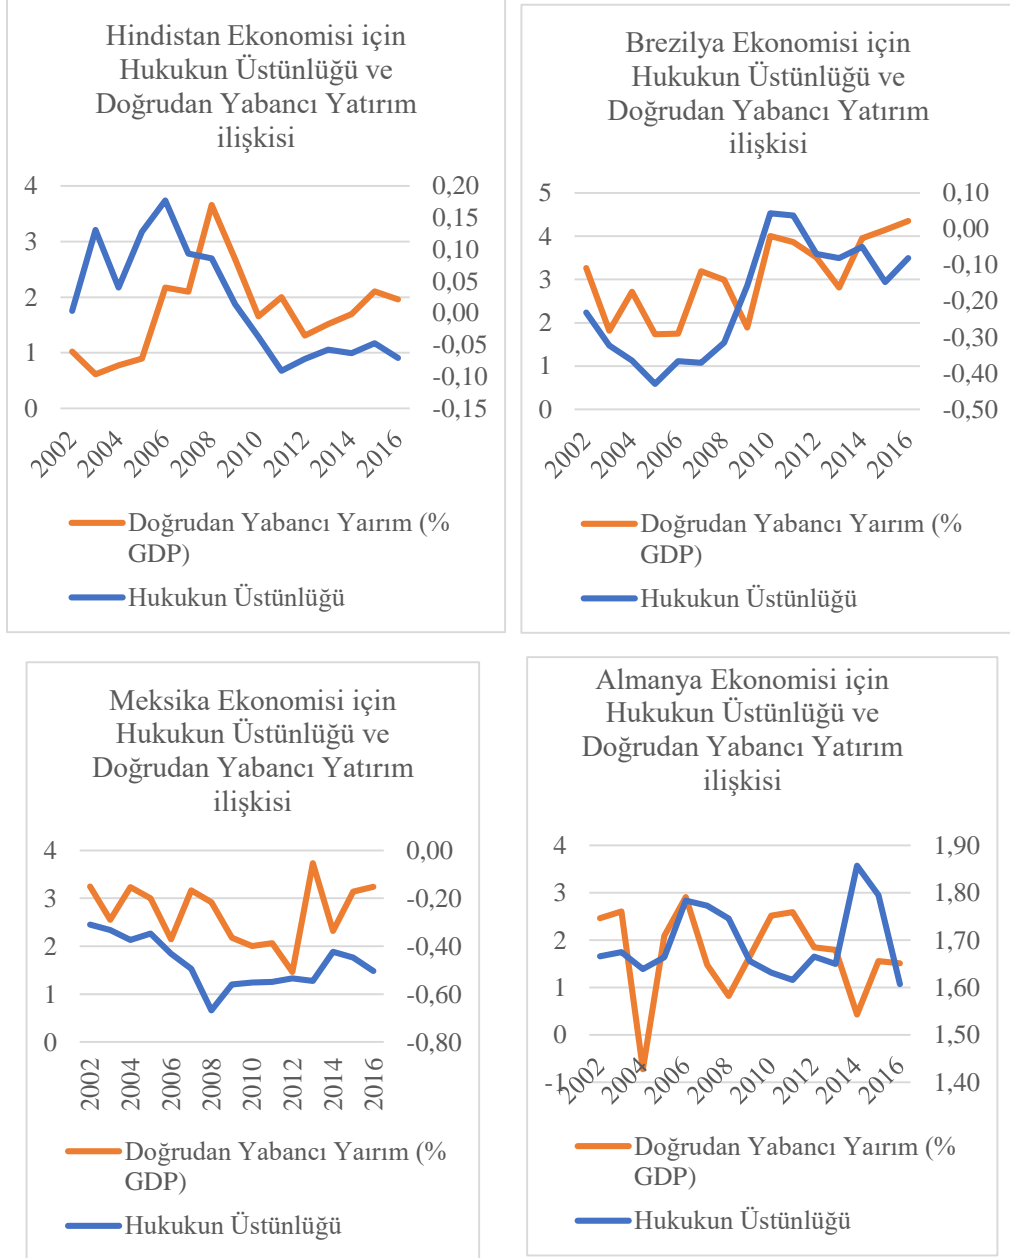 Hindistan Ekonomisi için
Hukukun Üstünlüğü ve
Doğrudan Yabancı Yatırım
ilişkisi
4
3
2
1
0
0,20
0,15
0,10
0,05
0,00
-0,05
-0,10
-0,15
2002
2004
2006
2008
2010
2012
2014
2016
Doğrudan Yabancı Yaırım (%
GDP)
Hukukun Üstünlüğü
Brezilya Ekonomisi için
Hukukun Üstünlüğü ve
Doğrudan Yabancı Yatırım
ilişkisi
5
4
3
2
1
0
0,10
0,00
-0,10
-0,20
-0,30
-0,40
-0,50
2002
2004
2006
2008
2010
2012
2014
2016
Doğrudan Yabancı Yaırım (%
GDP)
Hukukun Üstünlüğü
Meksika Ekonomisi için
Hukukun Üstünlüğü ve
Doğrudan Yabancı Yatırım
ilişkisi
4
3
2
1
0
0,00
-0,20
-0,40
-0,60
-0,80
2002
2004
2006
2008
2010
2012
2014
2016
Doğrudan Yabancı Yaırım (%
GDP)
Hukukun Üstünlüğü
Almanya Ekonomisi için
Hukukun Üstünlüğü ve
Doğrudan Yabancı Yatırım
ilişkisi
4
3
2
1
0
-1
1,90
1,80
1,70
1,60
1,50
1,40
2002
2004
2006
2008
2010
2012
2014
2016
Doğrudan Yabancı Yaırım (%
GDP)
Hukukun Üstünlüğü